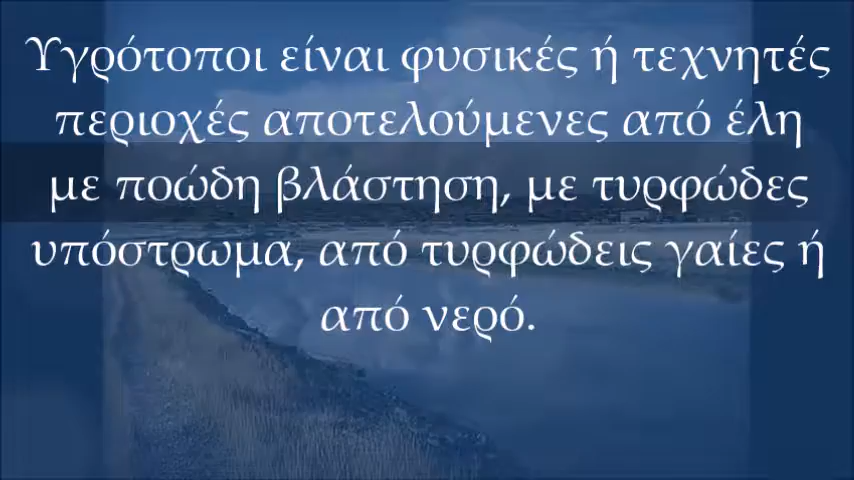 Υγρότοποι είναι φυσικές ή τεχνητές
περιοχές αποτελούμενες από έλη
με ποώδη βλάστηση, με τυρφώδες
υπόστρωμα, από τυρφώδεις γαίες ή
από νερό.